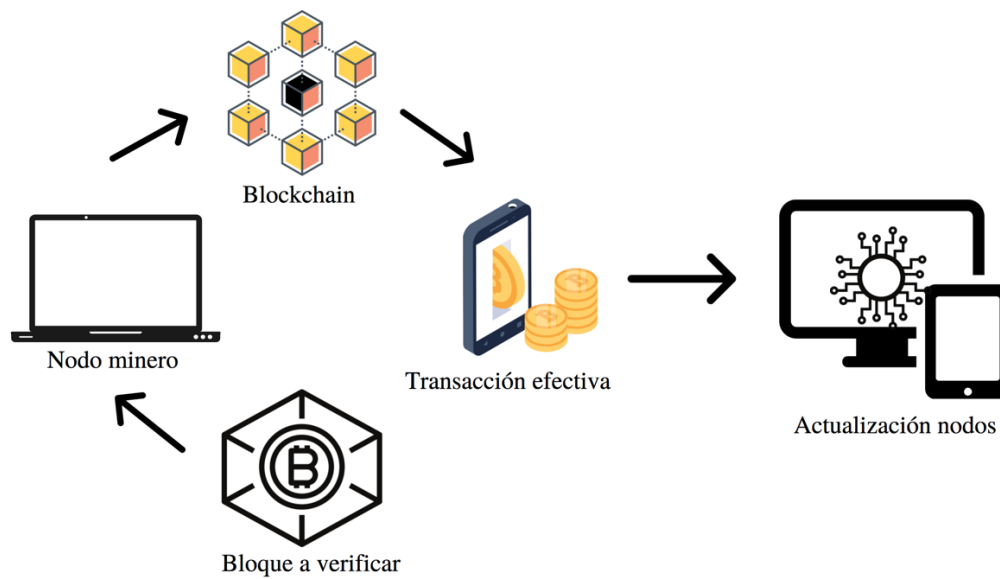 Blockchain
Nodo minero
Transacción efectiva
Actualización nodos
Bloque a verificar